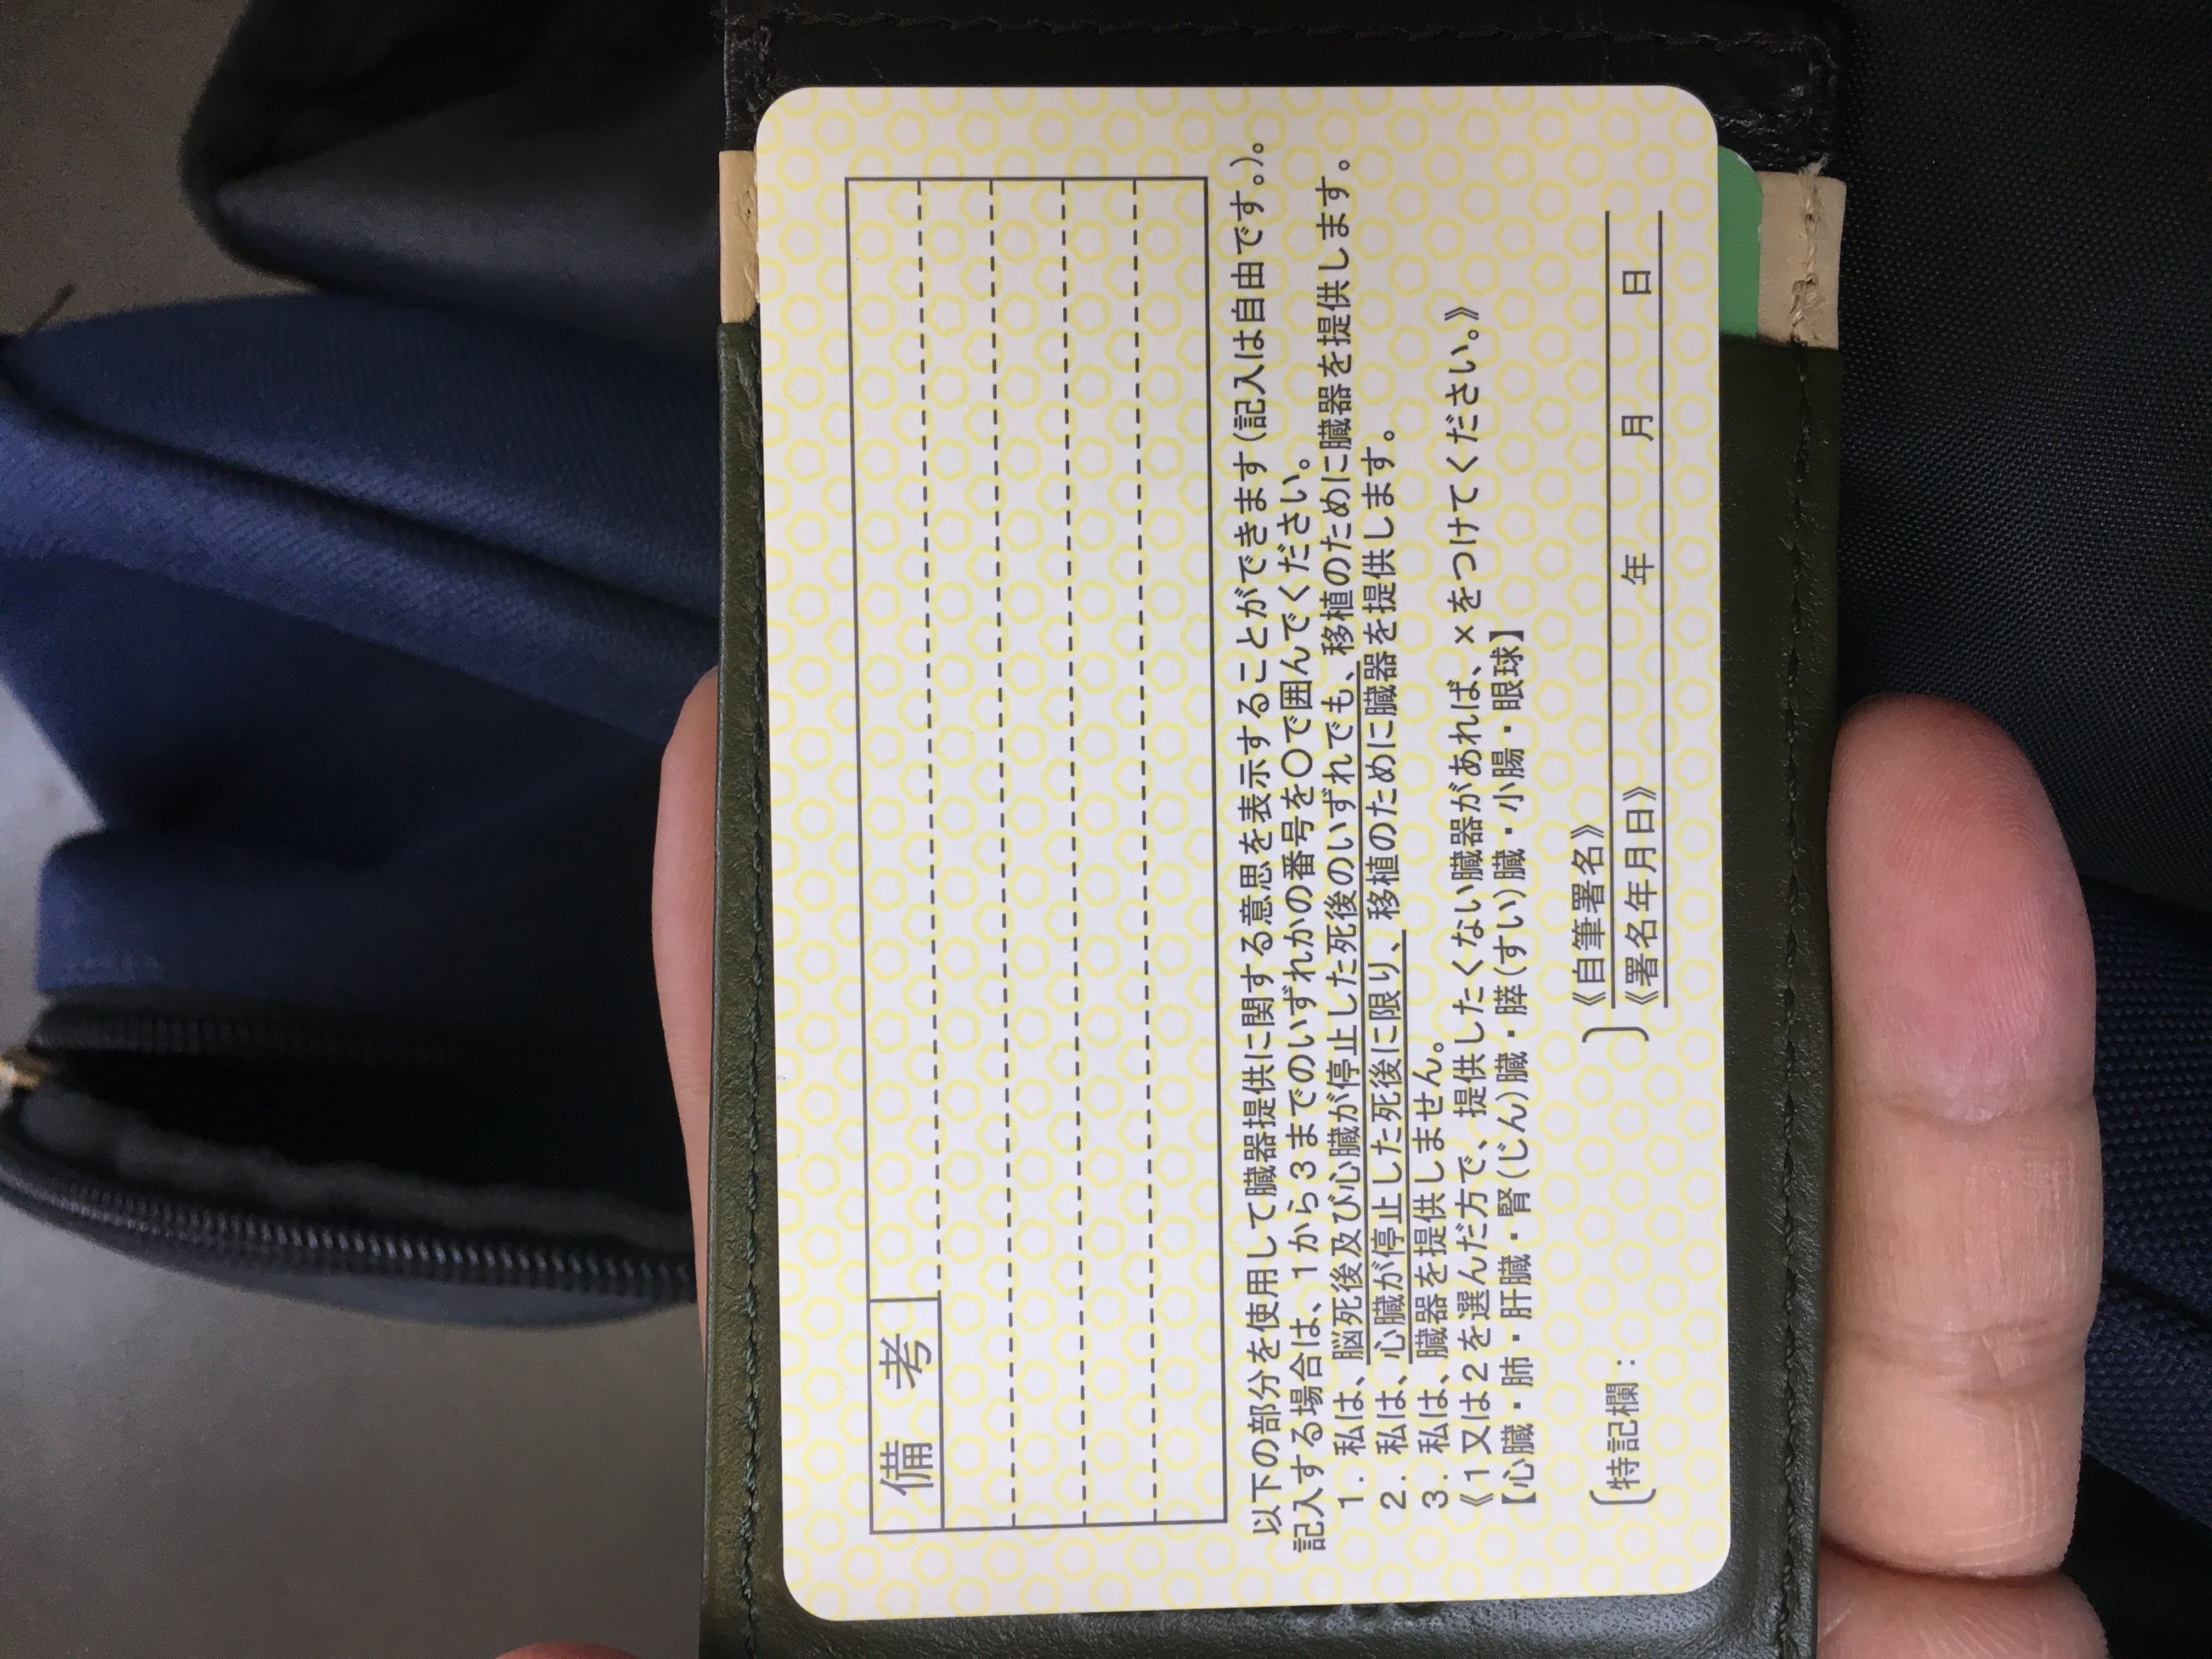 備 考
以下の部分を使用して臓器提供に関する意思を表示することができます(記入は自由です。)。
記入する場合は、1から3までのいずれかの番号を〇で囲んでください。
1. 私は、脳死後及び心臓が停止した死後のいずれでも、移植のために臓器を提供します。
2. 私は、心臓が停止した死後に限り、移植のために臓器を提供します。
3. 私は、臓器を提供しません。
《1又は2を選んだ方で、提供したくない臓器があれば、×をつけてください。》
【心臓・肺・肝臓・腎(じん)臓・膵(すい)臓・小腸・眼球】
〔特記欄: 〕
《自筆署名》
《署名年月日》 年 月 日